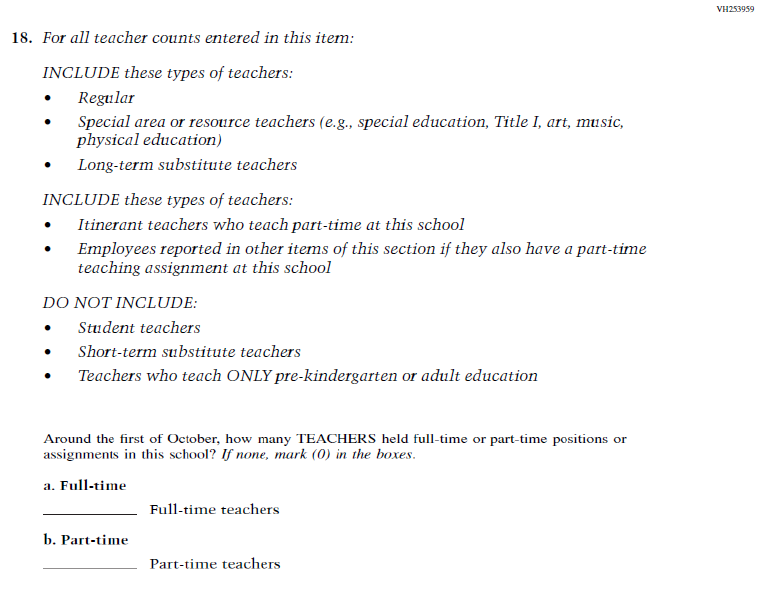 VH253959
18. For all teacher counts entered in this item:
INCLUDE these types of teachers:
• Regular
• Special area or resource teachers (e.g., special education, Title I, art, music,
physical education)
• Long-term substitute teachers
INCLUDE these types of teachers:
• Itinerant teachers who teach part-time at this school
• Employees reported in other items of this section if they also have a part-time
teaching assignment at this school
DO NOT INCLUDE:
• Student teachers
• Short-term substitute teachers
• Teachers who teach ONLY pre-kindergarten or adult education
Around the first of October, how many TEACHERS held full-time or part-time positions or
assignments in this school? If none, mark (0) in the boxes.
a. Full-time
____________ Full-time teachers
b. Part-time
____________ Part-time teachers